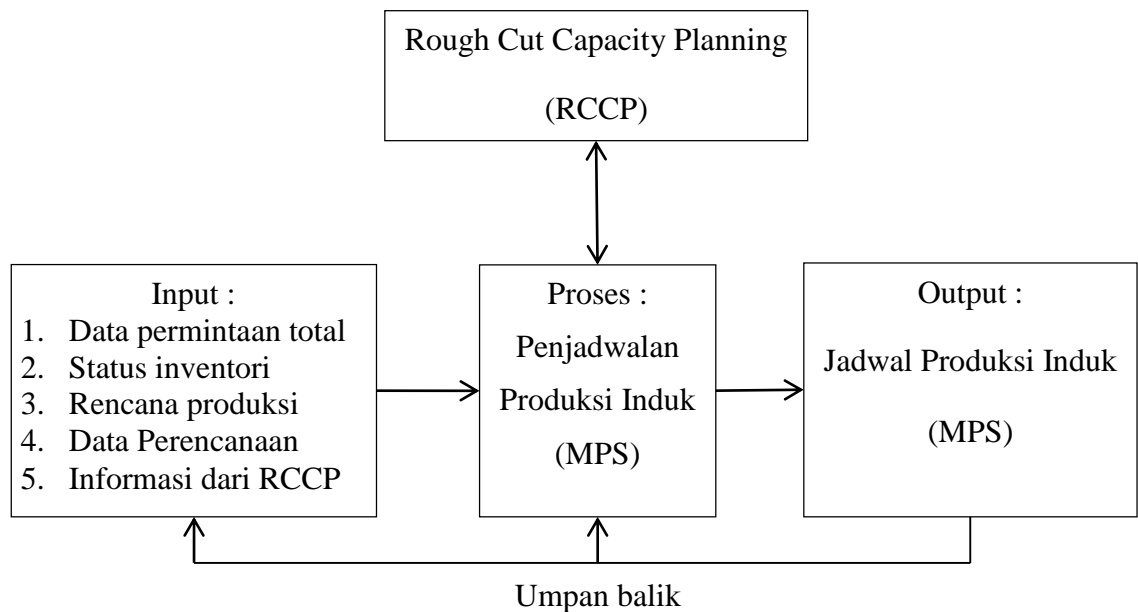 Rough Cut Capacity Planning
(RCCP)
Input :
1. Data permintaan total
2. Status inventori
3. Rencana produksi
4. Data Perencanaan
5. Informasi dari RCCP
Proses :
Penjadwalan
Produksi Induk
(MPS)
Output :
Jadwal Produksi Induk
(MPS)
Umpan balik